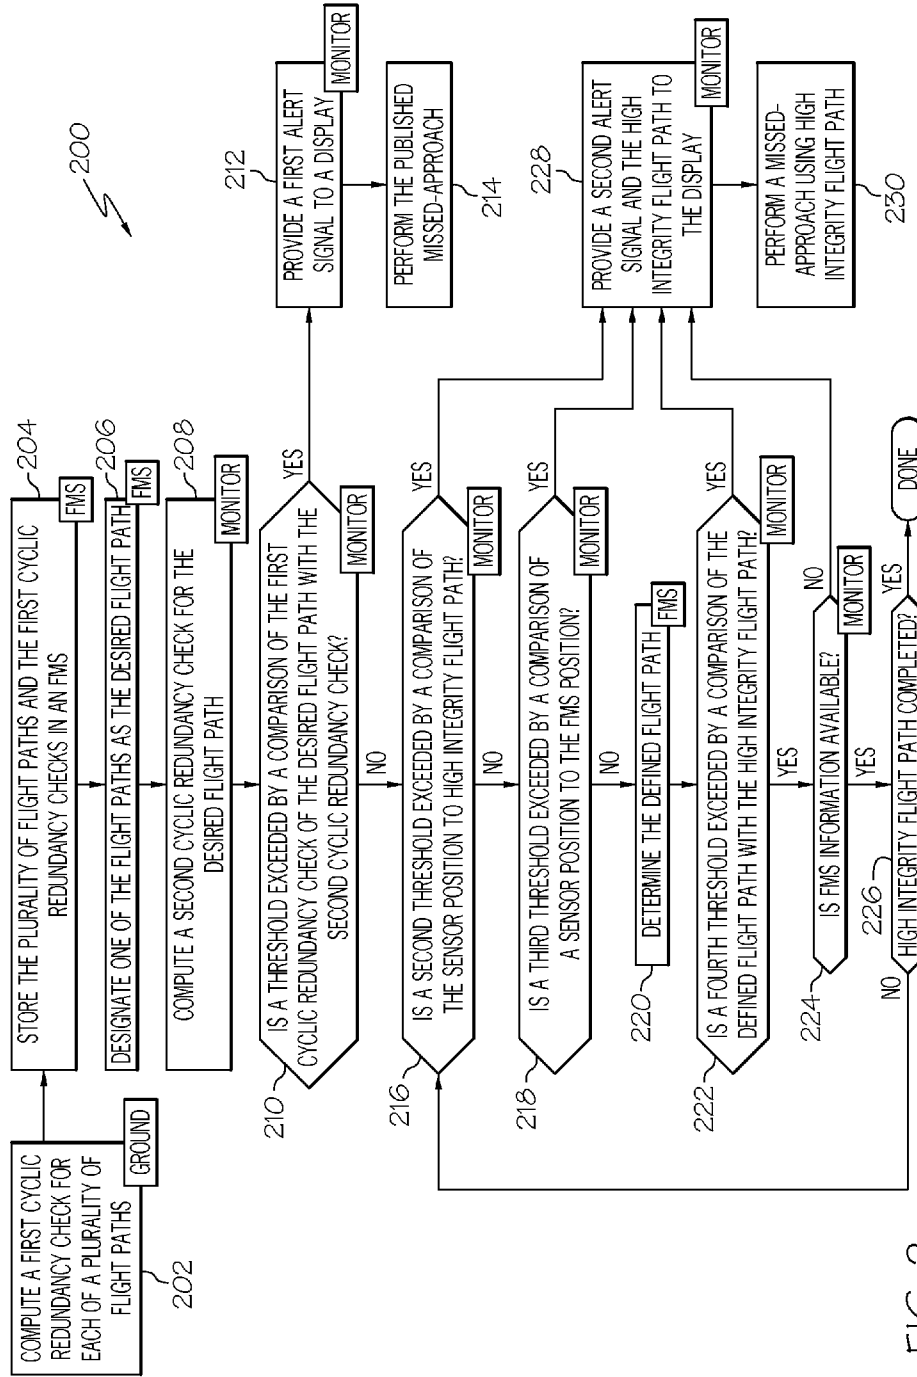 200
COMPUTE A FIRST CYCLIC
REDUNDANCY CHECK FOR
EACH OF A PLURALITY OF
FLIGHT PATHS
GROUND
202
STORE THE PLURALITY OF FLIGHT PATHS AND THE FIRST CYCLIC
REDUNDANCY CHECKS IN AN FMS
FMS
204
DESIGNATE ONE OF THE FLIGHT PATHS AS THE DESIRED FLIGHT PATH
FMS
206
COMPUTE A SECOND CYCLIC REDUNDANCY CHECK FOR THE
DESIRED FLIGHT PATH
MONITOR
208
IS A THRESHOLD EXCEEDED BY A COMPARISON OF THE FIRST
CYCLIC REDUNDANCY CHECK OF THE DESIRED FLIGHT PATH WITH THE
SECOND CYCLIC REDUNDANCY CHECK?
MONITOR
210
YES
NO
PROVIDE A FIRST ALERT
SIGNAL TO A DISPLAY
MONITOR
212
PERFORM THE PUBLISHED
MISSED-APPROACH
214
IS A SECOND THRESHOLD EXCEEDED BY A COMPARISON OF
THE SENSOR POSITION TO HIGH INTEGRITY FLIGHT PATH?
MONITOR
216
YES
NO
IS A THIRD THRESHOLD EXCEEDED BY A COMPARISON OF
A SENSOR POSITION TO THE FMS POSITION?
MONITOR
218
YES
NO
DETERMINE THE DEFINED FLIGHT PATH
FMS
220
IS A FOURTH THRESHOLD EXCEEDED BY A COMPARISON OF THE
DEFINED FLIGHT PATH WITH THE HIGH INTEGRITY FLIGHT PATH?
MONITOR
222
YES
YES
IS FMS INFORMATION AVAILABLE?
MONITOR
224
NO
YES
HIGH INTEGRITY FLIGHT PATH COMPLETED?
226
NO
YES
DONE
PROVIDE A SECOND ALERT
SIGNAL AND THE HIGH
INTEGRITY FLIGHT PATH TO
THE DISPLAY
MONITOR
228
PERFORM A MISSED-
APPROACH USING HIGH
INTEGRITY FLIGHT PATH
230